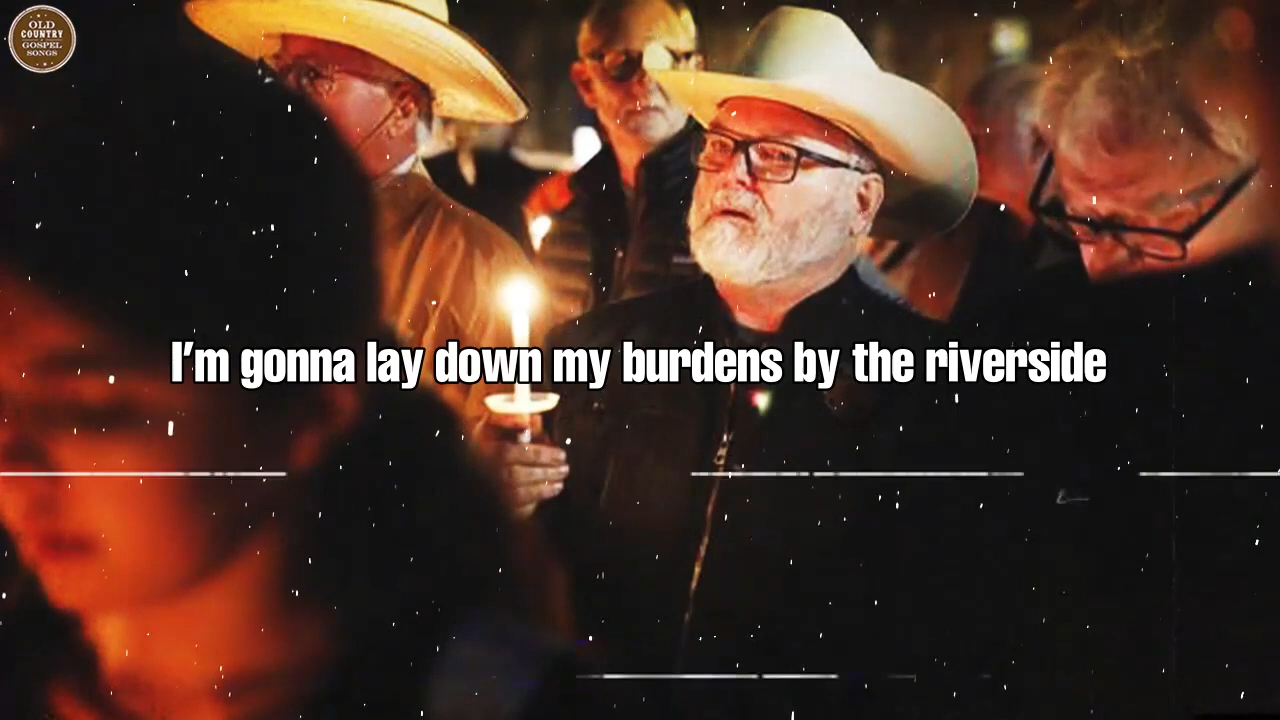 OLD
COUNTRY
GOSPEL
SONGS
I'm gonna lay down my burdens by the riverside